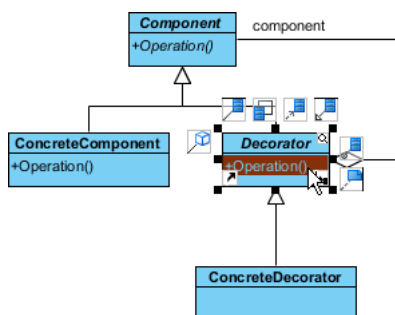 Component
+Operation()
component
ConcreteComponent
+Operation()
Decorator
+Operation()
ConcreteDecorator